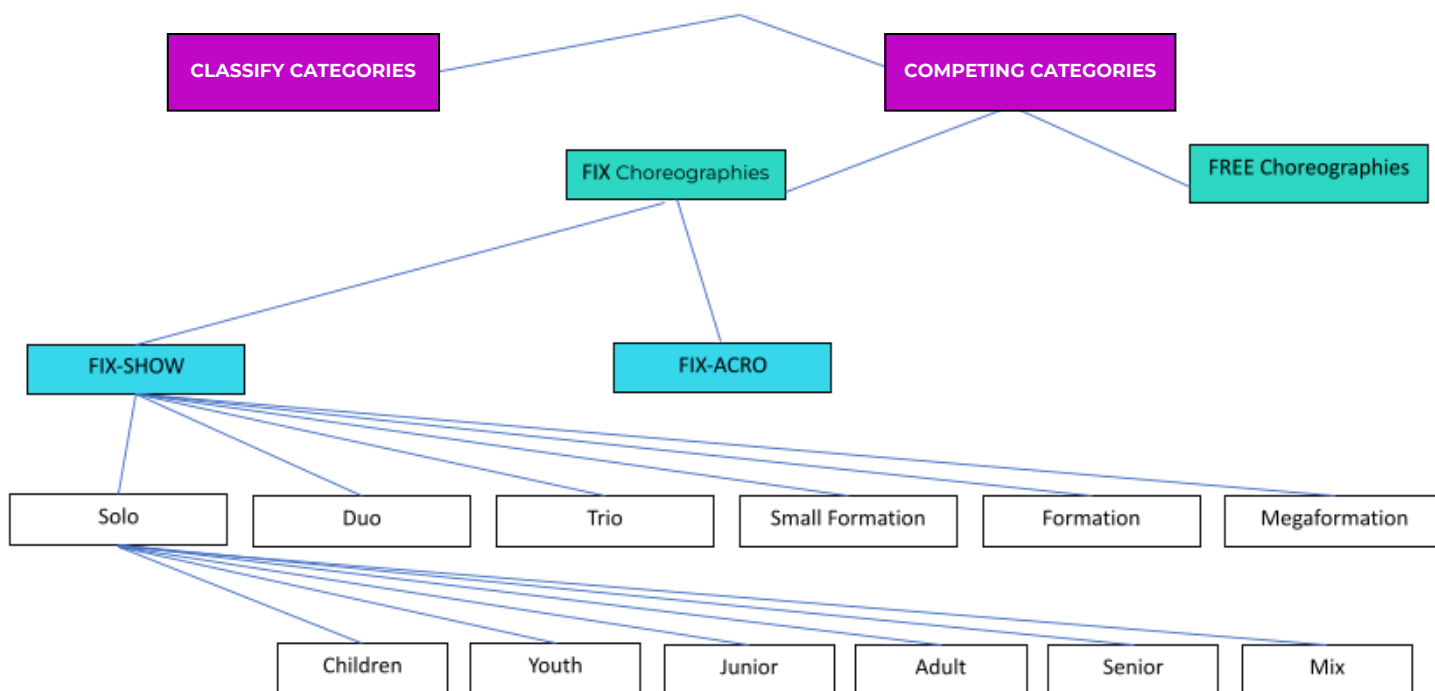 CLASSIFY CATEGORIES
COMPETING CATEGORIES
FIX Choreographies
FREE Choreographies
FIX-SHOW
FIX-ACRO
Solo
Duo
Trio
Small Formation
Formation
Megaformation
Children
Youth
Junior
Adult
Senior
Mix